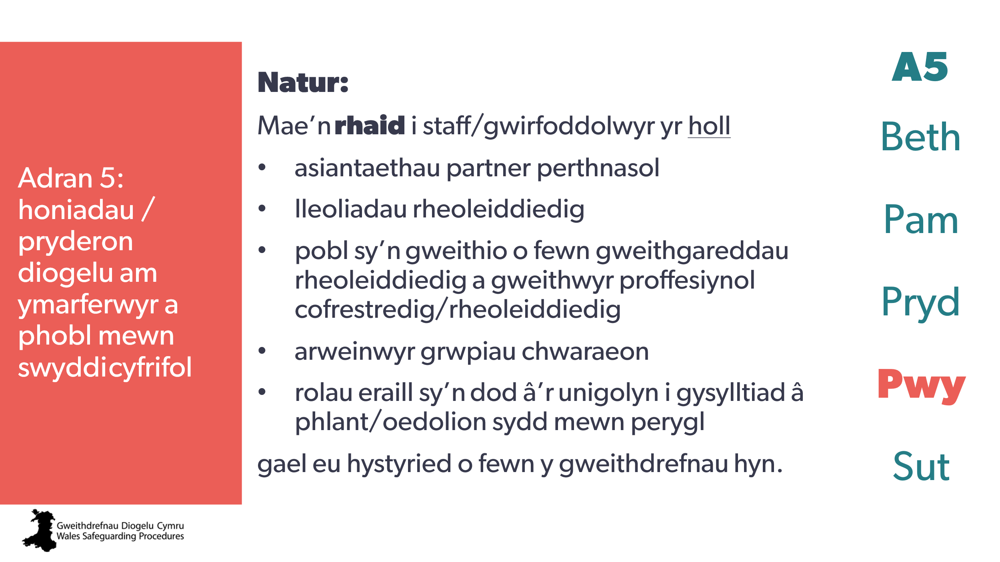 Adran 5:
honiadau /
pryderon
diogelu am
ymarferwyr a
phobl mewn
swyddi cyfrifol
Natur:
Mae’n rhaid i staff/gwirfoddolwyr yr holl
• asiantaethau partner perthnasol
• lleoliadau rheoleiddiedig
• pobl sy’n gweithio o fewn gweithgareddau
rheoleiddiedig a gweithwyr proffesiynol
cofrestredig/rheoleiddiedig
• arweinwyr grwpiau chwaraeon
• rolau eraill sy’n dod â’r unigolyn i gysylltiad â
phlant/oedolion sydd mewn perygl
gael eu hystyried o fewn y gweithdrefnau hyn.
A5
Beth
Pam
Pryd
Pwy
Sut
Gweithdrefnau Diogelu Cymru
Wales Safeguarding Procedures